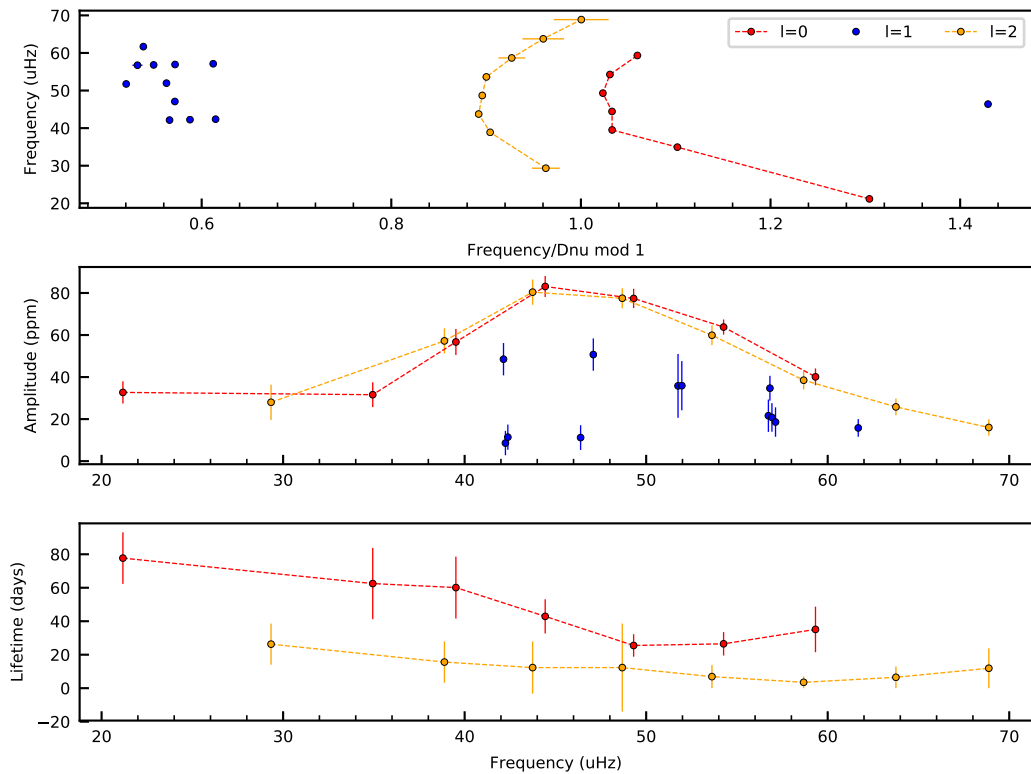 70
60
50
40
30
20
Frequency (uHz)
l=0 l=1 l=2
0.6 0.8 1.0 1.2 1.4
Frequency/Dnu mod 1
80
60
40
20
0
Amplitude (ppm)
20 30 40 50 60 70
80
60
40
20
0
−20
Lifetime (days)
20 30 40 50 60 70
Frequency (uHz)